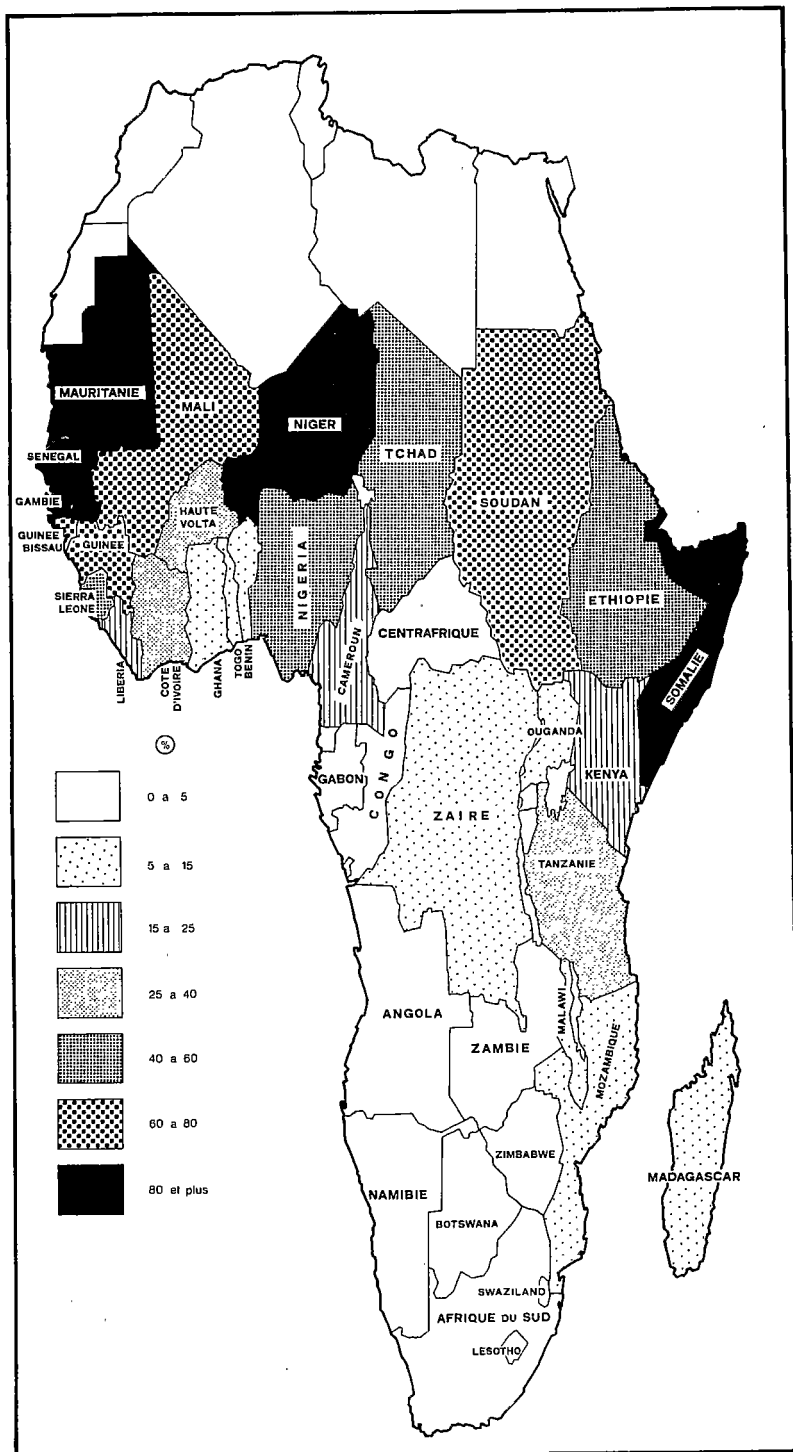 MAURITANIE
MALI
NIGER
TCHAD
SOUDAN
SENEGAL
GAMBIE
GUINEE
BISSAU
GUINEE
HAUTE
VOLTA
NIGERIA
ETHIOPIE
SIERRA
LEONE
LIBERIA
COTE
D'IVOIRE
GHANA
TOGO
BENIN
CAMEROUN
CENTRAFRIQUE
SOMALIE
OUGANDA
KENYA
GABON
CONGO
ZAIRE
TANZANIE
ANGOLA
ZAMBIE
MALAWI
MOZAMBIQUE
ZIMBABWE
NAMIBIE
BOTSWANA
MADAGASCAR
SWAZILAND
AFRIQUE DU SUD
LESOTHO
%
0 a 5
5 a 15
15 a 25
25 a 40
40 a 60
60 a 80
80 et plus